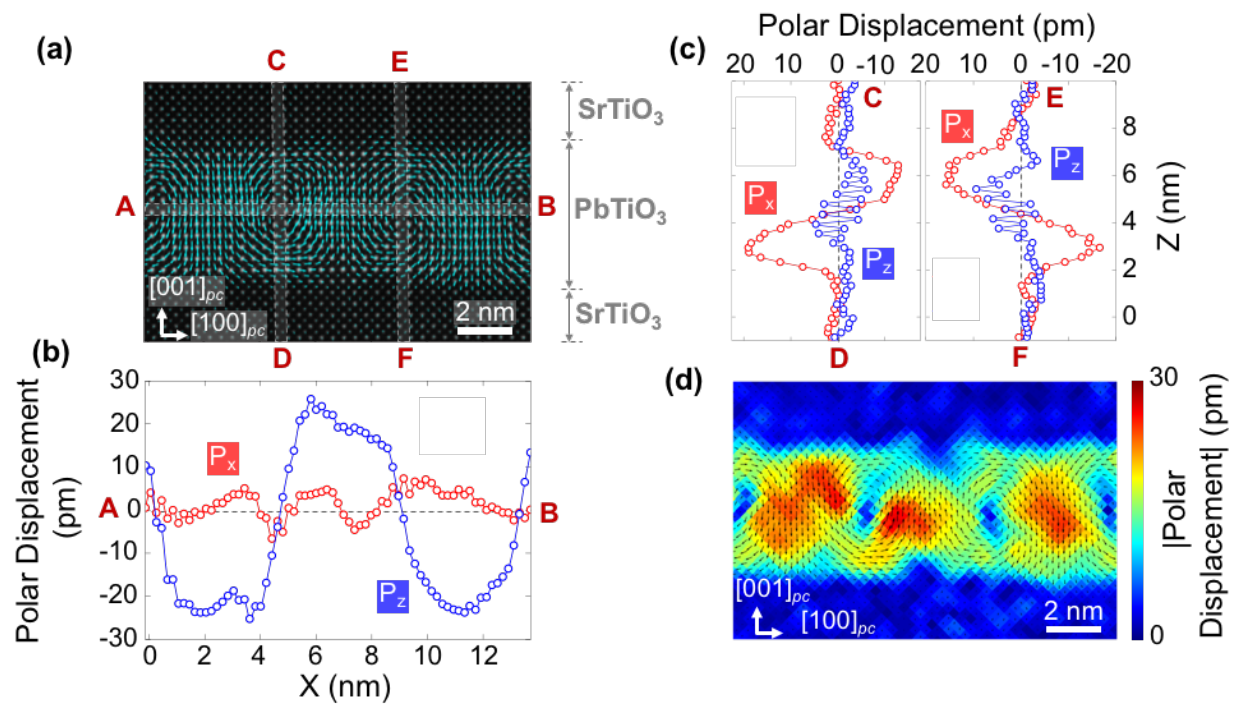 (a)
C
E
A
B
D
F
SrTiO3
PbTiO3
SrTiO3
[001]pc
[100]pc
2 nm
(b)
Polar Displacement
(pm)
30
20
10
0
-10
-20
-30
A
B
Px
Pz
0 2 4 6 8 10 12
X (nm)
(c)
Polar Displacement (pm)
20 10 0 -10 20 10 0 -10 -20
C
E
Px
Pz
Px
Pz
D
F
8
6
4
2
0
Z (nm)
(d)
[001]pc
[100]pc
2 nm
30
0
|Polar
Displacement| (pm)